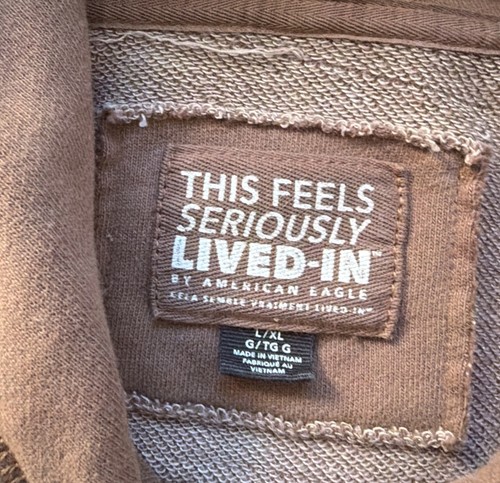 THIS FEELS
SERIOUSLY
LIVED-IN™
BY AMERICAN EAGLE
CELA SEMBLE VRAIMENT LIVED-IN™
L/XL
G/TG G
MADE IN VIETNAM
FABRIQUÉ AU
VIETNAM